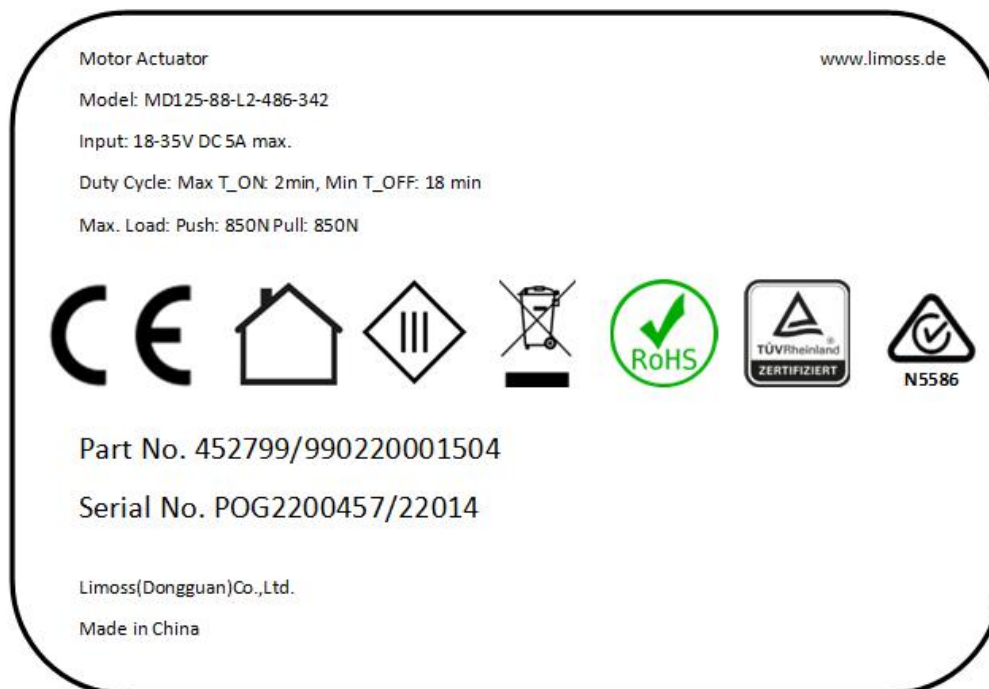 Motor Actuator
www.limoss.de
Model: MD125-88-L2-486-342
Input: 18-35V DC 5A max.
Duty Cycle: Max T_ON: 2min, Min T_OFF: 18 min
Max. Load: Push: 850N Pull: 850N
CE
III
RoHS
TÜVRheinland
®
ZERTIFIZIERT
N5586
Part No. 452799/990220001504
Serial No. POG2200457/22014
Limoss(Dongguan)Co.,Ltd.
Made in China